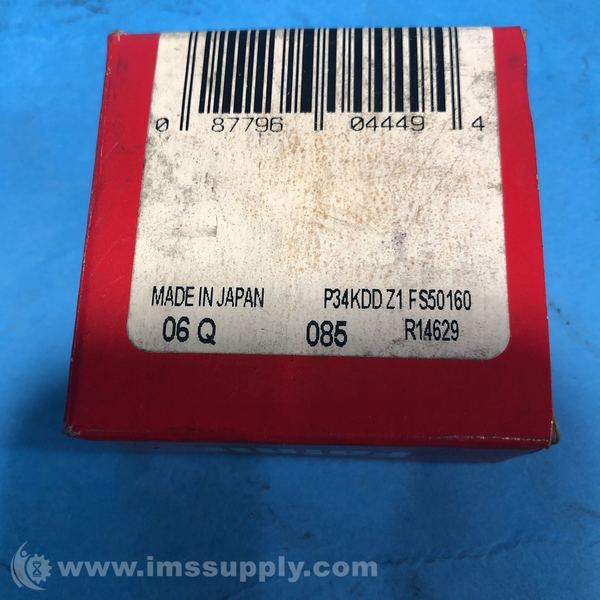 0 87796 04449 4
MADE IN JAPAN P34KDD Z1 FS50160
06 Q 085 R14629
www.imssupply.com